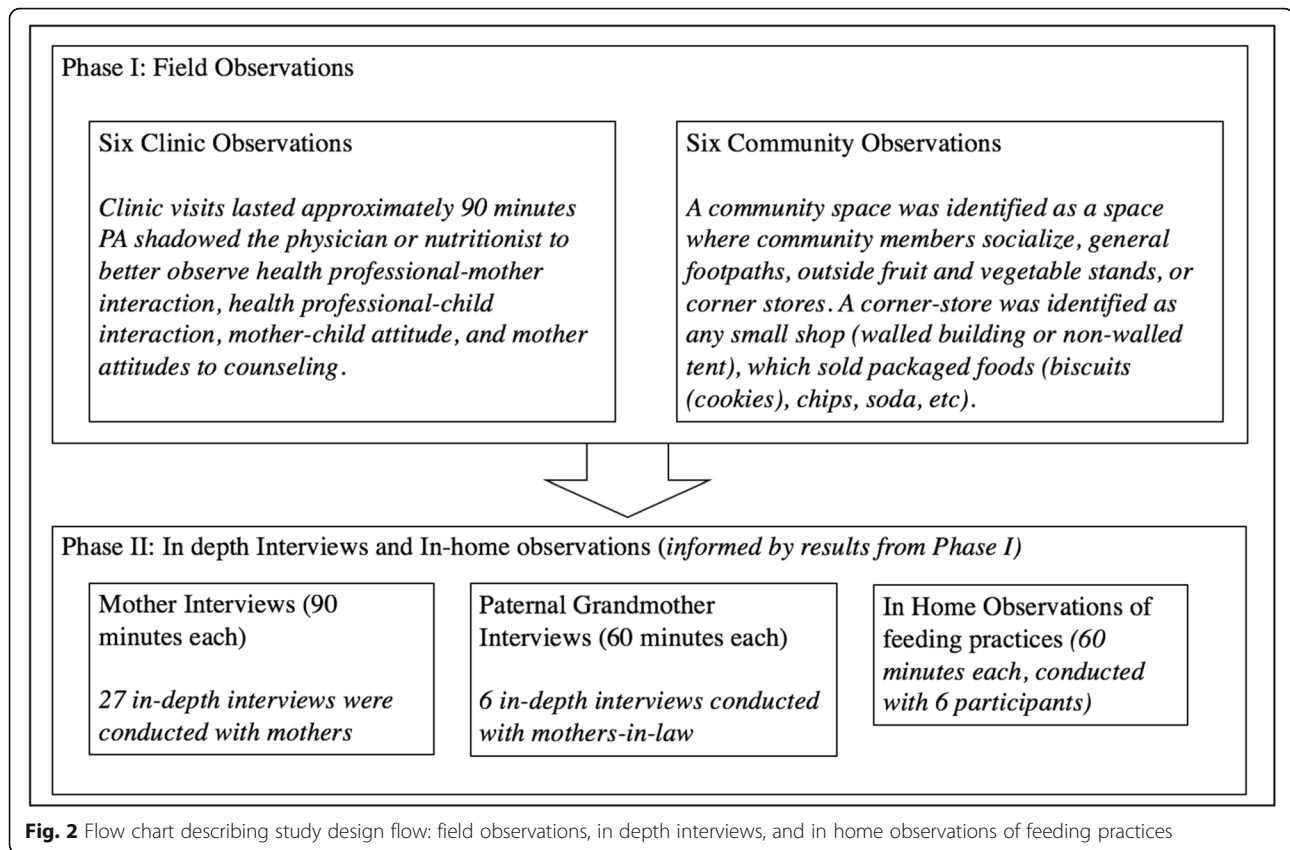 Phase I: Field Observations
Six Clinic Observations
Clinic visits lasted approximately 90 minutes
PA shadowed the physician or nutritionist to
better observe health professional-mother
interaction, health professional-child
interaction, mother-child attitude, and mother
attitudes to counseling.
Six Community Observations
A community space was identified as a space
where community members socialize, general
footpaths, outside fruit and vegetable stands, or
corner stores. A corner-store was identified as
any small shop (walled building or non-walled
tent), which sold packaged foods (biscuits
(cookies), chips, soda, etc).
Phase II: In depth Interviews and In-home observations (informed by results from Phase I)
Mother Interviews (90
minutes each)
27 in-depth interviews were
conducted with mothers
Paternal Grandmother
Interviews (60 minutes each)
6 in-depth interviews conducted
with mothers-in-law
In Home Observations of
feeding practices (60
minutes each, conducted
with 6 participants)
Fig. 2 Flow chart describing study design flow: field observations, in depth interviews, and in home observations of feeding practices